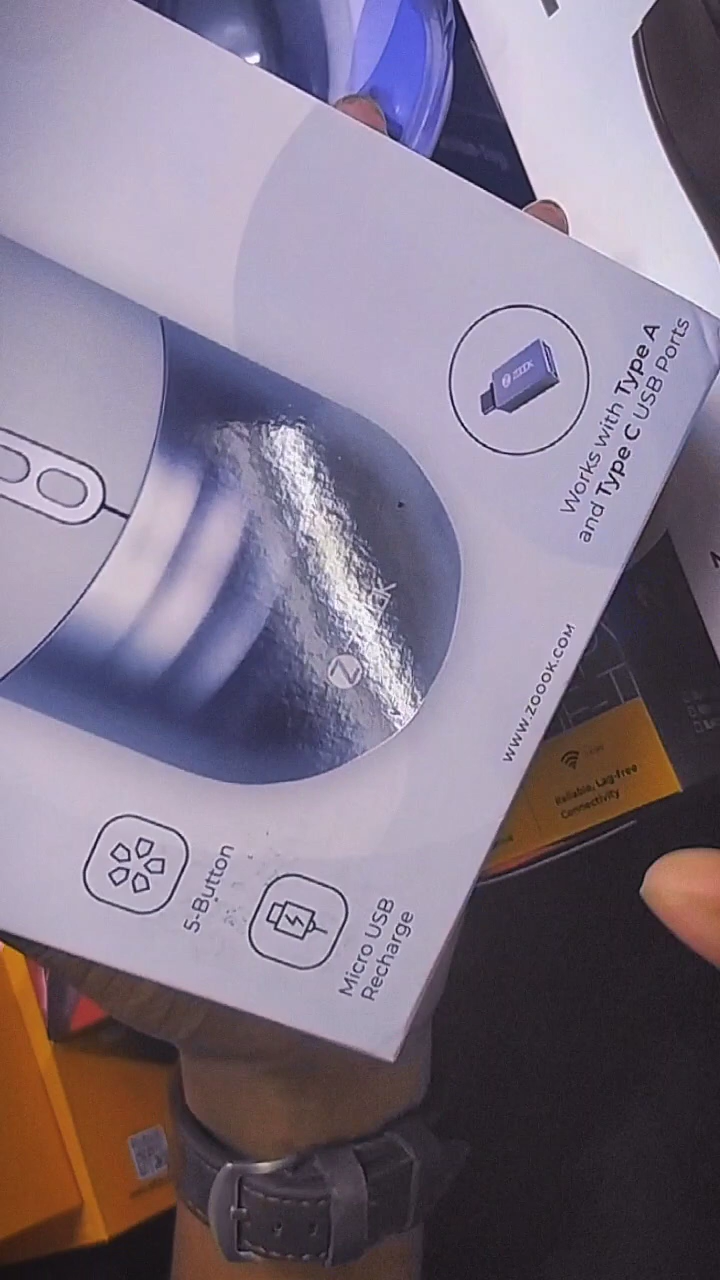 ZOOOK
Works with Type A
and Type C USB Ports
www.zoook.com
5-Button
Micro USB
Recharge
Reliable, Lag-free
Connectivity